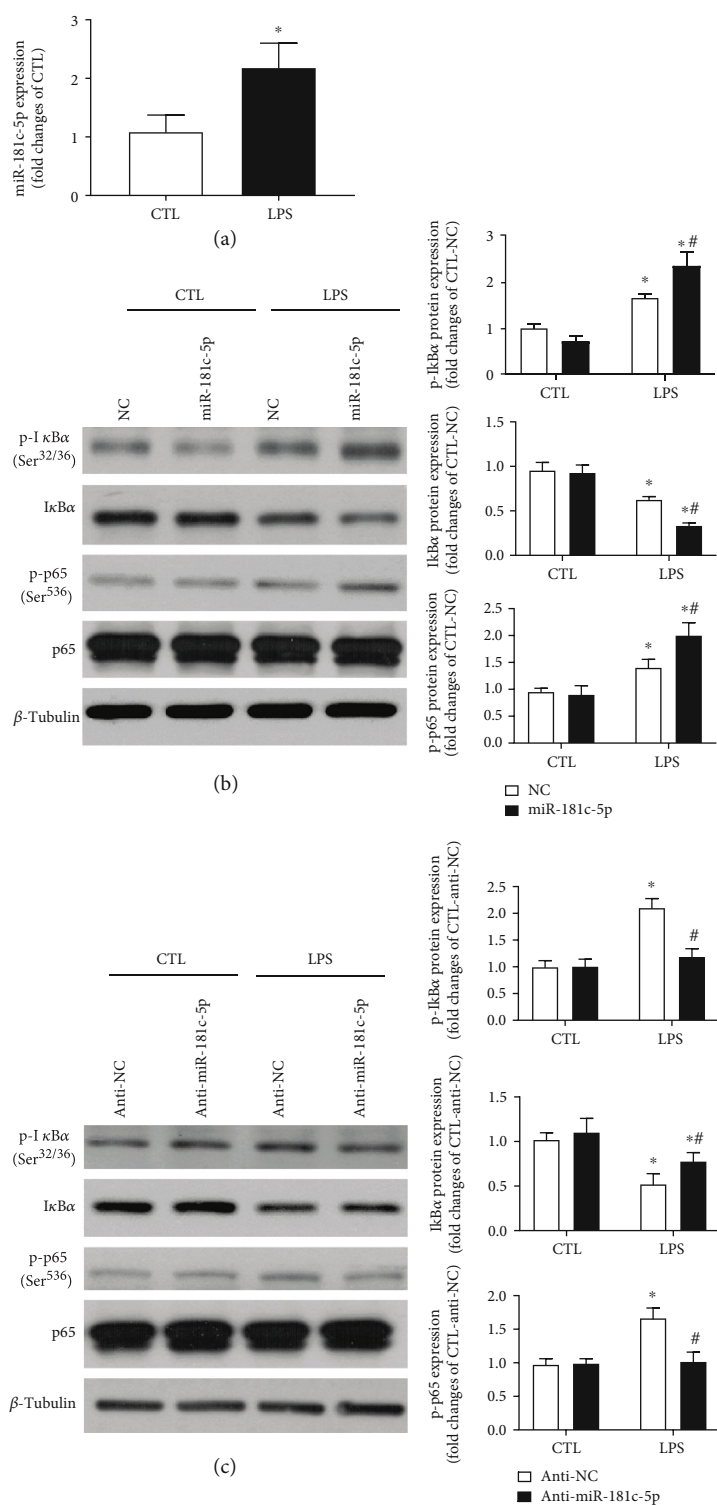 miR-181c-5p expression
(fold changes of CTL)
3
2
1
0
*
CTL
LPS
(a)
CTL
LPS
NC
miR-181c-5p
NC
miR-181c-5p
p-I κBα
(Ser32/36)
IκBα
p-p65
(Ser536)
p65
β-Tubulin
p-IkBα protein expression
(fold changes of CTL-NC)
3
2
1
0
*
*#
CTL
LPS
IkBα protein expression
(fold changes of CTL-NC)
1.5
1.0
0.5
0.0
*
*#
CTL
LPS
p-p65 protein expression
(fold changes of CTL-NC)
2.5
2.0
1.5
1.0
0.5
0.0
*
*#
CTL
LPS
NC
miR-181c-5p
(b)
CTL
LPS
Anti-NC
Anti-miR-181c-5p
Anti-NC
Anti-miR-181c-5p
p-I κBα
(Ser32/36)
IκBα
p-p65
(Ser536)
p65
β-Tubulin
p-IkBα protein expression
(fold changes of CTL-anti-NC)
2.5
2.0
1.5
1.0
0.5
0.0
*
#
CTL
LPS
IkBα protein expression
(fold changes of CTL-anti-NC)
1.5
1.0
0.5
0.0
*
*#
CTL
LPS
p-p65 expression
(fold changes of CTL-anti-NC)
2.0
1.5
1.0
0.5
0.0
*
#
CTL
LPS
Anti-NC
Anti-miR-181c-5p
(c)